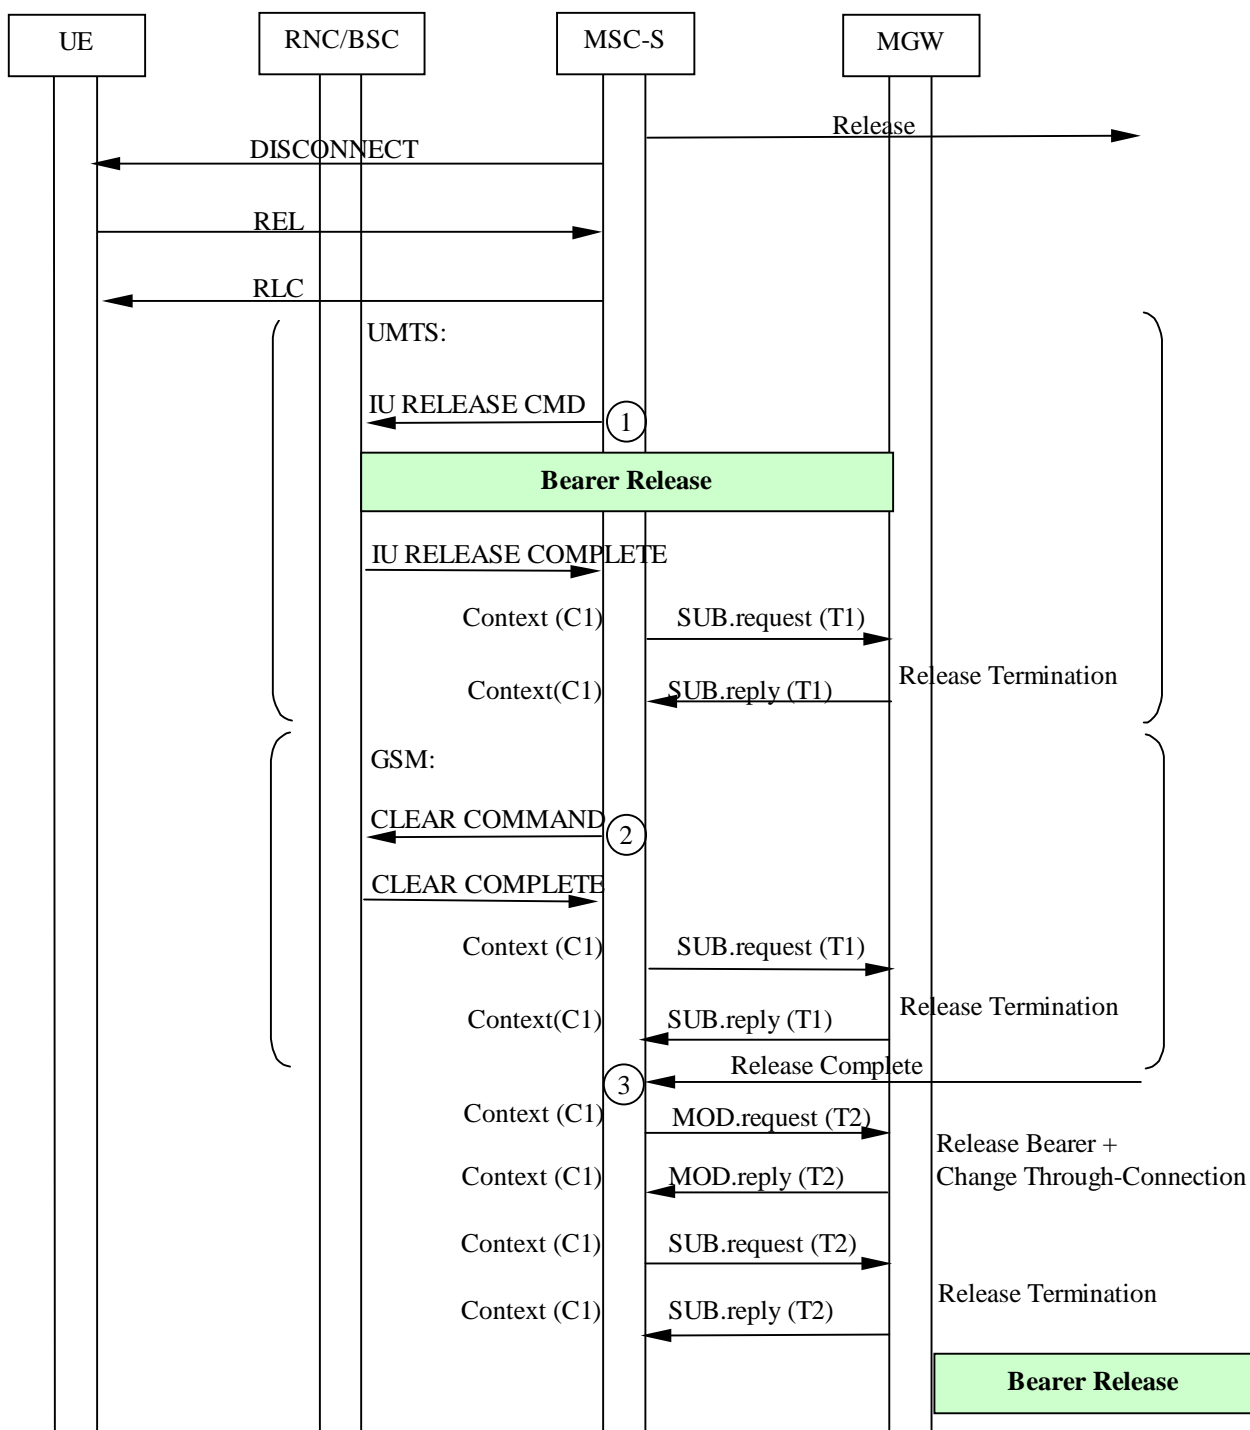 UE
RNC/BSC
MSC-S
MGW
Release
DISCONNECT
REL
RLC
UMTS:
IU RELEASE CMD
1
Bearer Release
IU RELEASE COMPLETE
Context (C1)
SUB.request (T1)
Release Termination
Context(C1)
SUB.reply (T1)
GSM:
CLEAR COMMAND
2
CLEAR COMPLETE
Context (C1)
SUB.request (T1)
Release Termination
Context(C1)
SUB.reply (T1)
Release Complete
3
Context (C1)
MOD.request (T2)
Release Bearer +
Change Through-Connection
Context (C1)
MOD.reply (T2)
Context (C1)
SUB.request (T2)
Release Termination
Context (C1)
SUB.reply (T2)
Bearer Release